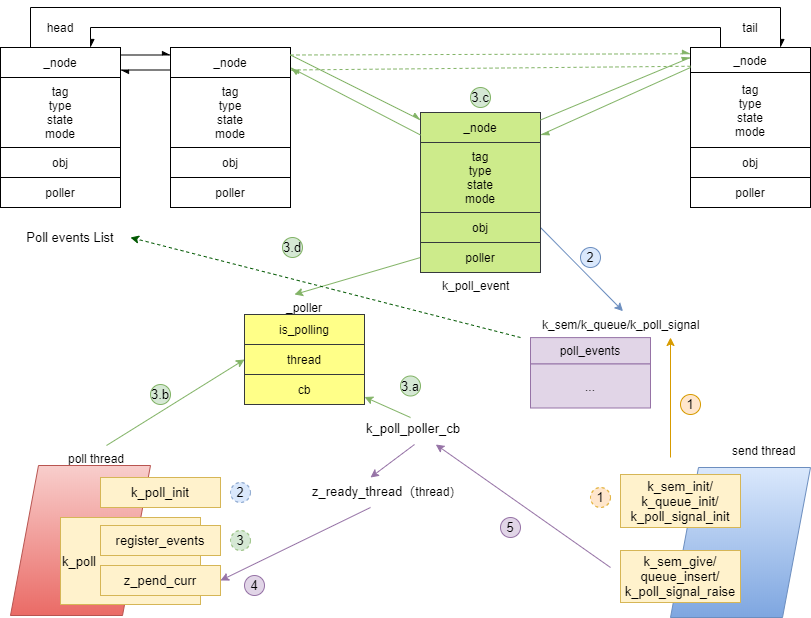 head
tail
_node
tag
type
state
mode
obj
poller
_node
tag
type
state
mode
obj
poller
_node
tag
type
state
mode
obj
poller
3.c
_node
tag
type
state
mode
obj
poller
k_poll_event
Poll events List
3.d
2
_poller
is_polling
thread
cb
k_sem/k_queue/k_poll_signal
poll_events
...
3.b
3.a
1
k_poll_poller_cb
poll thread
send thread
k_poll_init
2
z_ready_thread（thread）
1
k_sem_init/
k_queue_init/
k_poll_signal_init
5
k_poll
register_events
3
z_pend_curr
4
k_sem_give/
queue_insert/
k_poll_signal_raise